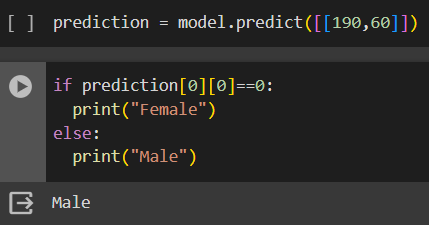 [ ] prediction = model.predict([[190,60]])
if prediction[0][0]==0:
  print("Female")
else:
  print("Male")
Male